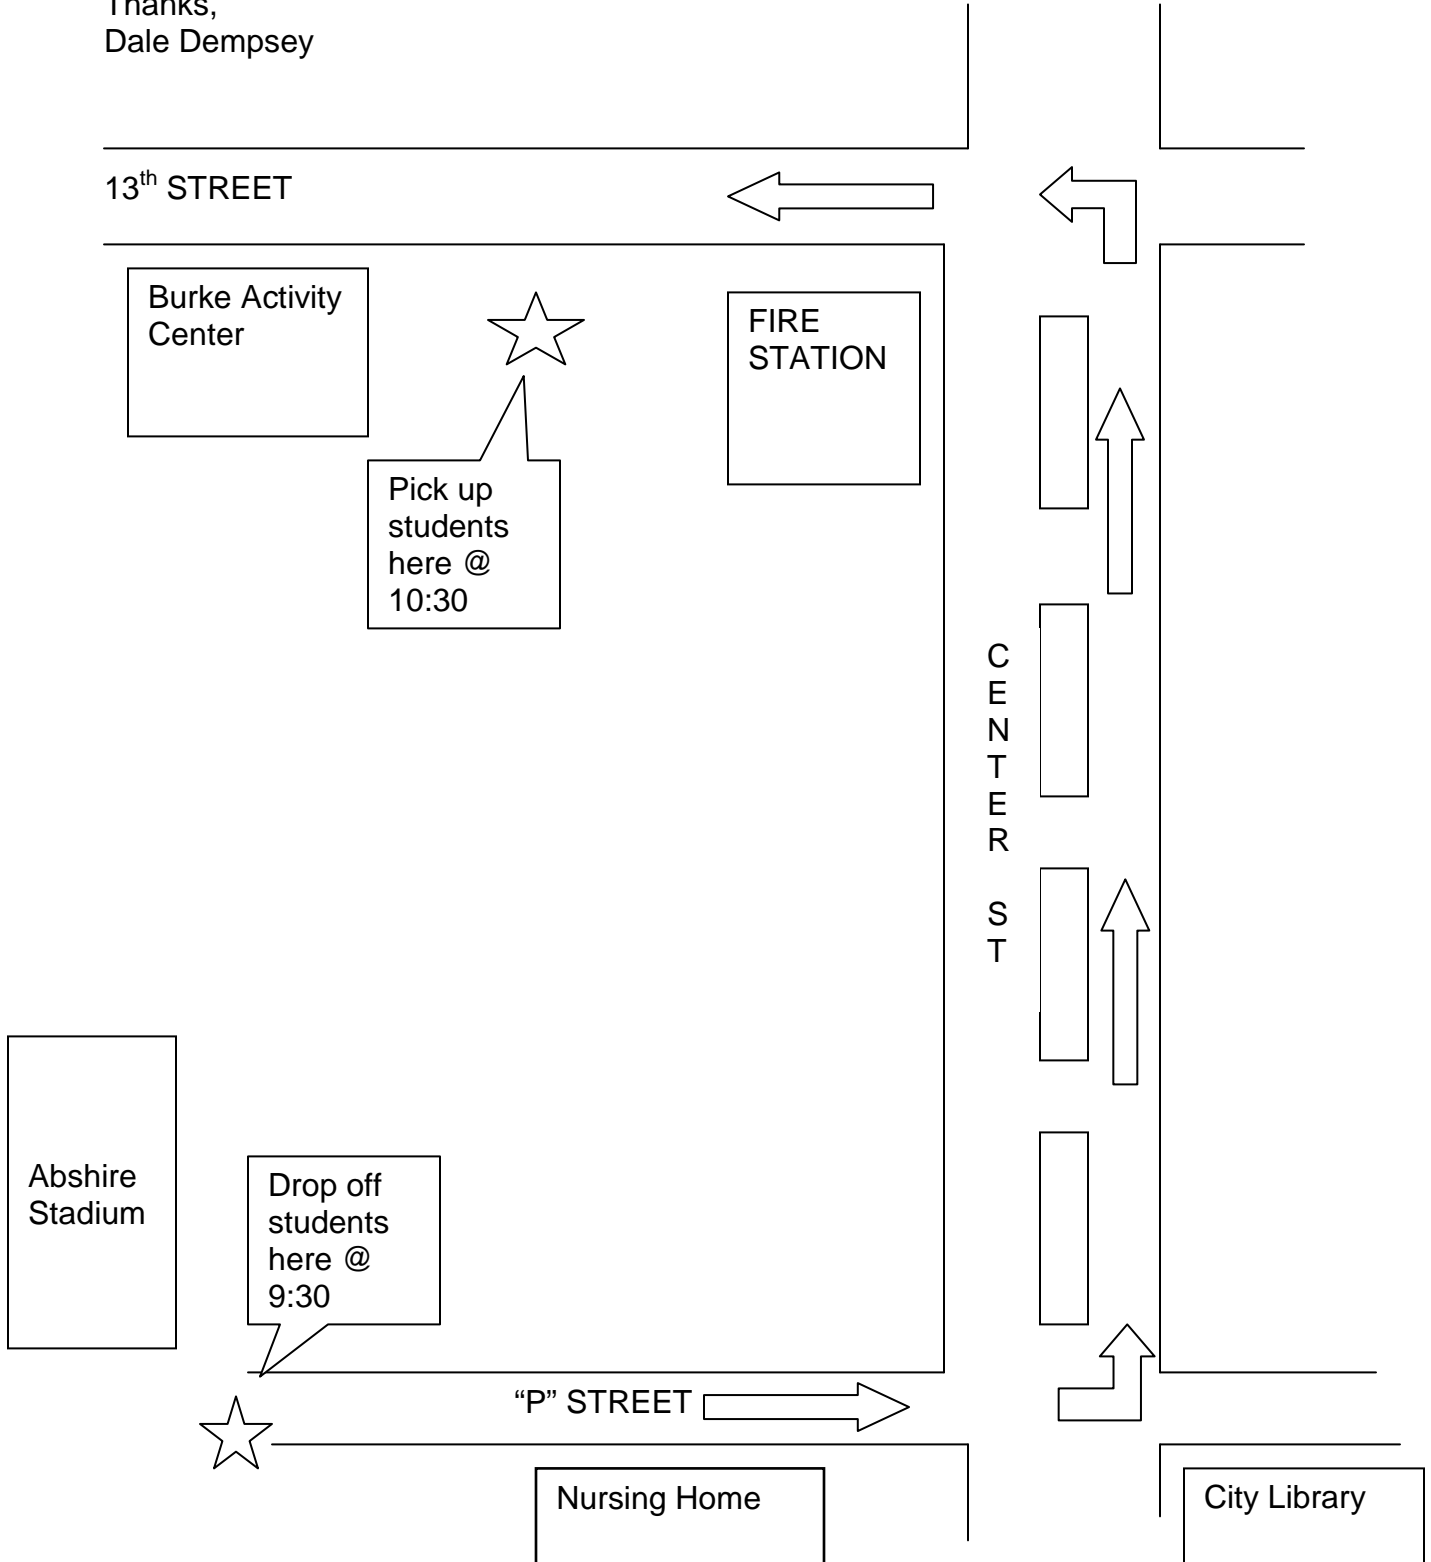 Thanks,
Dale Dempsey
13th STREET
Burke Activity
Center
FIRE
STATION
Pick up
students
here @
10:30
C
E
N
T
E
R
S
T
Abshire
Stadium
Drop off
students
here @
9:30
“P” STREET
Nursing Home
City Library